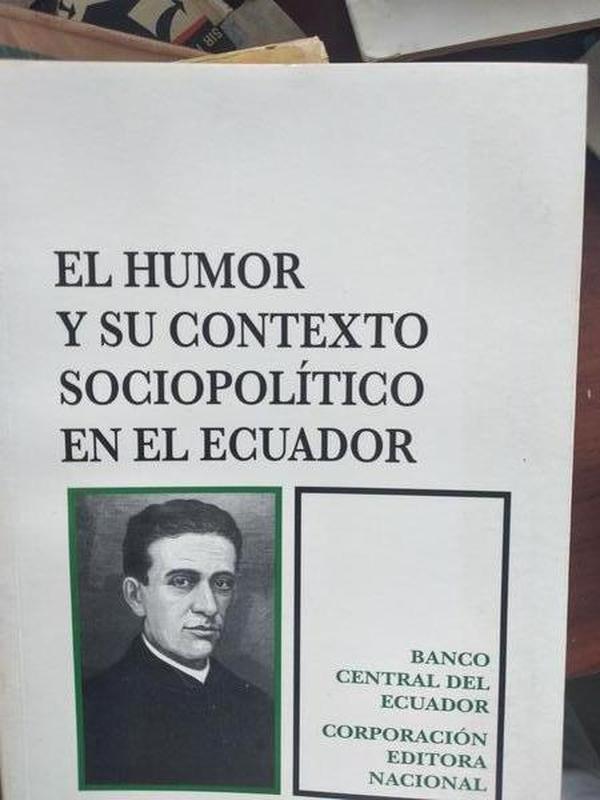 EL HUMOR
Y SU CONTEXTO
SOCIOPOLÍTICO
EN EL ECUADOR
BANCO
CENTRAL DEL
ECUADOR
CORPORACIÓN
EDITORA
NACIONAL